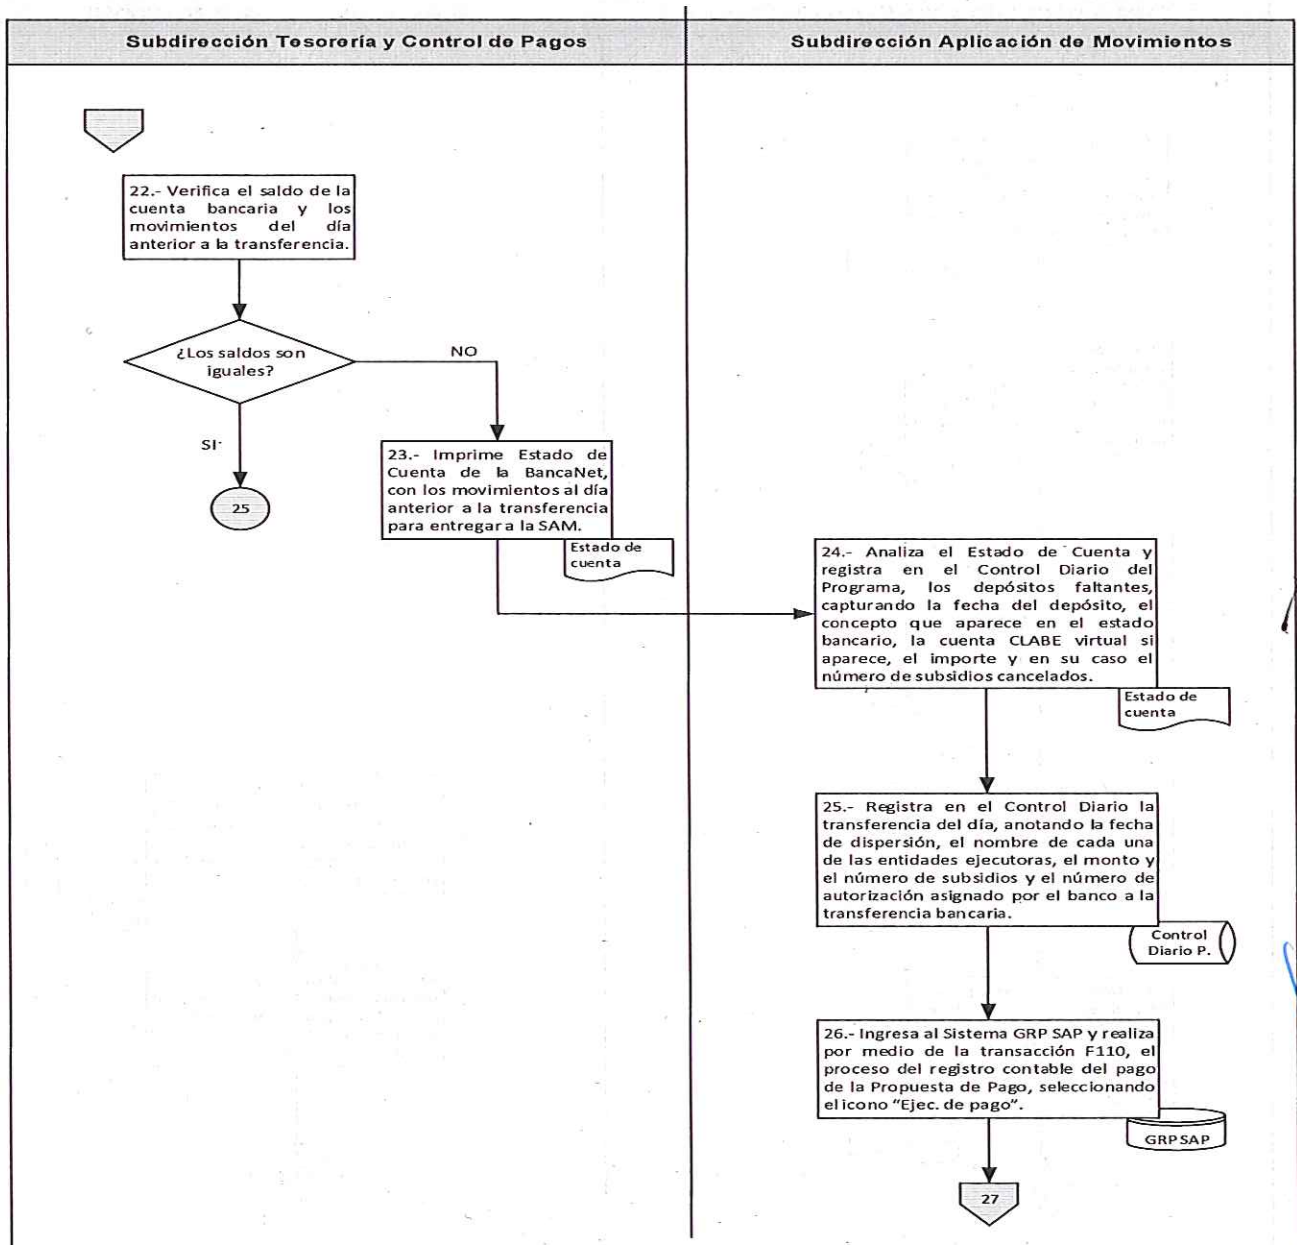 Subdirección Tesorería y Control de Pagos
Subdirección Aplicación de Movimientos
22.- Verifica el saldo de la
cuenta bancaria y los
movimientos del día
anterior a la transferencia.
¿Los saldos son
iguales?
NO
SI
25
23.- Imprime Estado de
Cuenta de la BancaNet,
con los movimientos al día
anterior a la transferencia
para entregar a la SAM.
Estado de
cuenta
24.- Analiza el Estado de Cuenta y
registra en el Control Diario del
Programa, los depósitos faltantes,
capturando la fecha del depósito, el
concepto que aparece en el estado
bancario, la cuenta CLABE virtual si
aparece, el importe y en su caso el
número de subsidios cancelados.
Estado de
cuenta
25.- Registra en el Control Diario la
transferencia del día, anotando la fecha
de dispersión, el nombre de cada una
de las entidades ejecutoras, el monto y
el número de subsidios y el número de
autorización asignado por el banco a la
transferencia bancaria.
Control
Diario P.
26.- Ingresa al Sistema GRP SAP y realiza
por medio de la transacción F110, el
proceso del registro contable del pago
de la Propuesta de Pago, seleccionando
el icono "Ejec. de pago".
GRP SAP
27